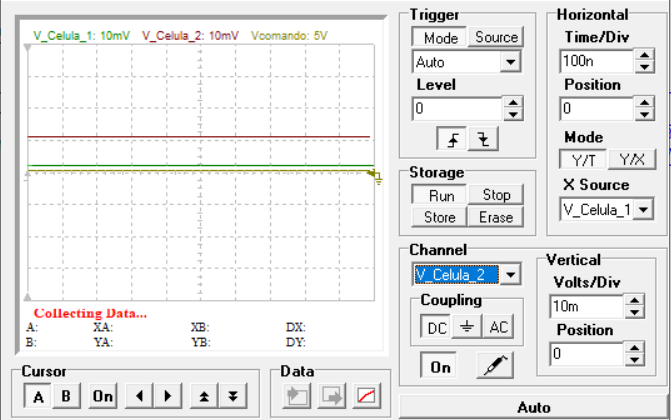 V_Celula_1: 10mV V_Celula_2: 10mV Vcomando: 5V
Collecting Data...
A: XA: XB: DX:
B: YA: YB: DY:
Cursor
A B On
Data
Trigger
Mode Source
Auto
Level
0
Storage
Run Stop
Store Erase
Horizontal
Time/Div
100n
Position
0
Mode
Y/T Y/X
X Source
V_Celula_1
Channel
V_Celula_2
Coupling
DC AC
On
Vertical
Volts/Div
10m
Position
0
Auto